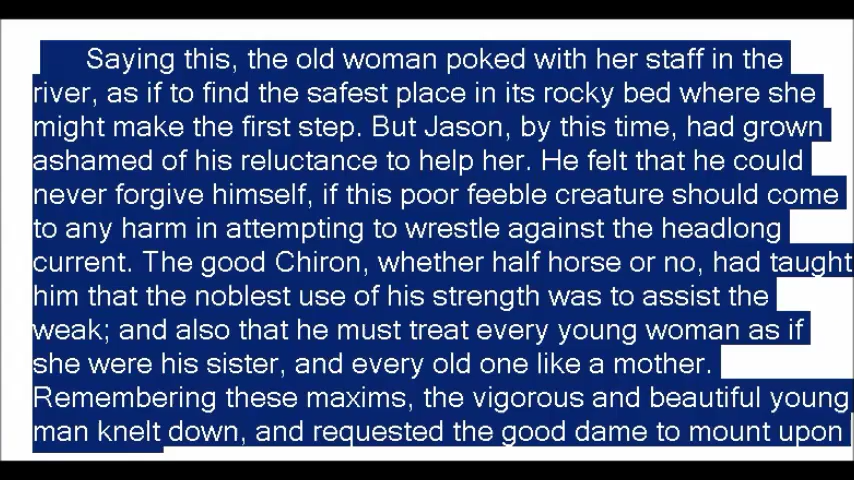 Saying this, the old woman poked with her staff in the
river, as if to find the safest place in its rocky bed where she
might make the first step. But Jason, by this time, had grown
ashamed of his reluctance to help her. He felt that he could
never forgive himself, if this poor feeble creature should come
to any harm in attempting to wrestle against the headlong
current. The good Chiron, whether half horse or no, had taught
him that the noblest use of his strength was to assist the
weak; and also that he must treat every young woman as if
she were his sister, and every old one like a mother.
Remembering these maxims, the vigorous and beautiful young
man knelt down, and requested the good dame to mount upon